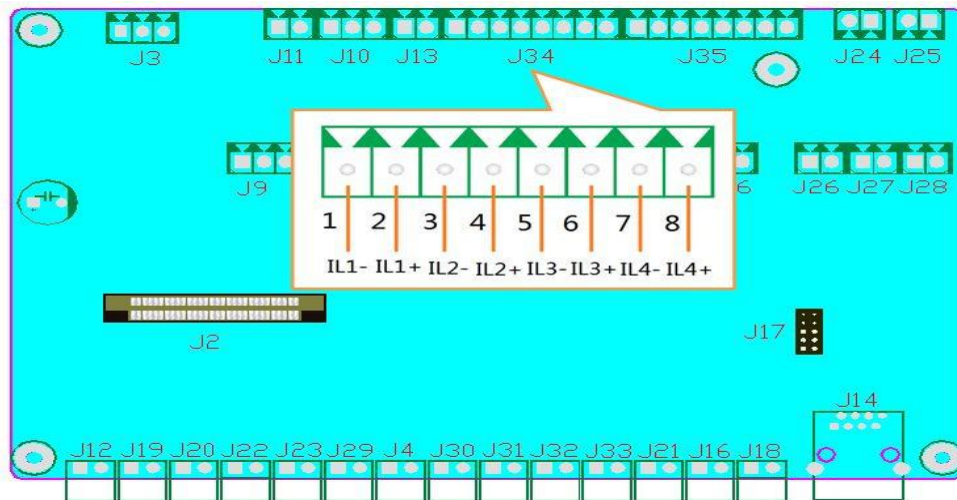 J3 J11 J10 J13 J34 J35 J24 J25
J9 6 J26 J27 J28
1 2 3 4 5 6 7 8
IL1- IL1+ IL2- IL2+ IL3- IL3+ IL4- IL4+
J2
J17
J14
J12 J19 J20 J22 J23 J29 J4 J30 J31 J32 J33 J21 J16 J18